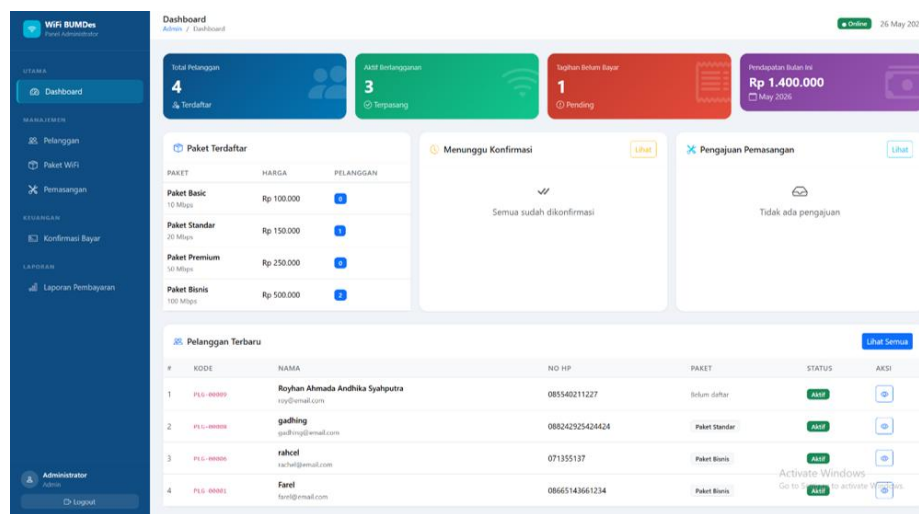 WiFi BUMDes
Panel Administrator
UTAMA
Dashboard
MANAJEMEN
Pelanggan
Paket WiFi
Pemasangan
KEUANGAN
Konfirmasi Bayar
LAPORAN
Laporan Pembayaran
Administrator
Admin
Logout
Dashboard
Admin / Dashboard
Online 26 May 202
Total Pelanggan
4
Terdaftar
Aktif Berlangganan
3
Terpasang
Tagihan Belum Bayar
1
Pending
Pendapatan Bulan Ini
Rp 1.400.000
May 2026
Paket Terdaftar
PAKET HARGA PELANGGAN
Paket Basic
10 Mbps Rp 100.000 0
Paket Standar
20 Mbps Rp 150.000 1
Paket Premium
50 Mbps Rp 250.000 0
Paket Bisnis
100 Mbps Rp 500.000 2
Menunggu Konfirmasi Lihat
Semua sudah dikonfirmasi
Pengajuan Pemasangan Lihat
Tidak ada pengajuan
Pelanggan Terbaru Lihat Semua
# KODE NAMA NO HP PAKET STATUS AKSI
1 Royhan Ahmada Andhika Syahputra 085540211227 Belum daftar Aktif
roy@email.com
2 gadhing 088242925424424 Paket Standar Aktif
gadhing@email.com
3 rahcel 071355137 Paket Bisnis Aktif
rachel@email.com
4 PLG-00001 Farel 08665143661234 Paket Bisnis Aktif
farel@email.com
Activate Windows
Go to Settings to activate Windows.